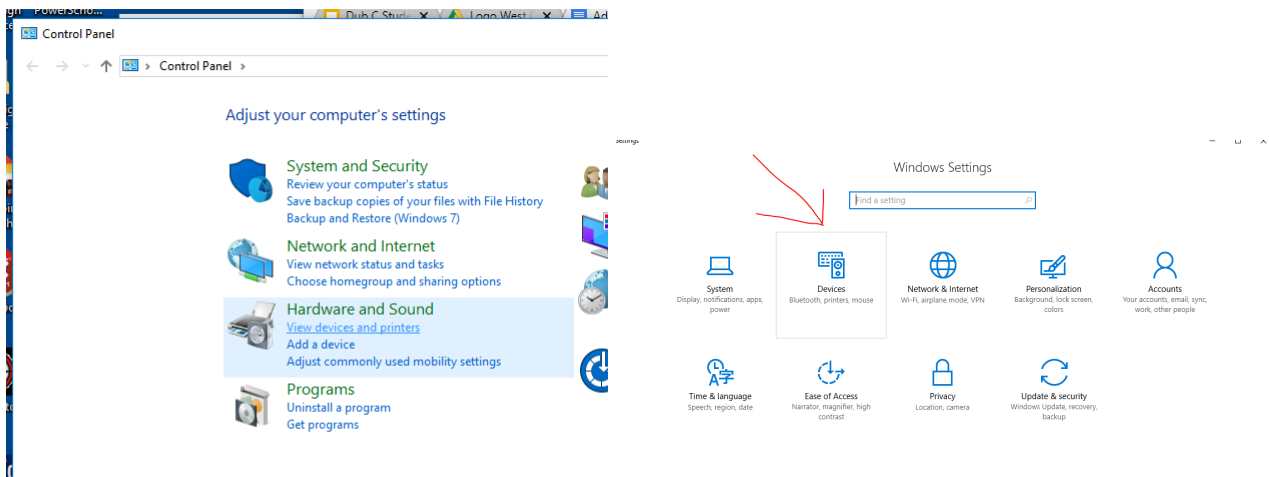 PowerScho...
Dub C Stude
Logo West
Ad
Control Panel
Control Panel
Adjust your computer's settings
System and Security
Review your computer's status
Save backup copies of your files with File History
Backup and Restore (Windows 7)
Network and Internet
View network status and tasks
Choose homegroup and sharing options
Hardware and Sound
View devices and printers
Add a device
Adjust commonly used mobility settings
Programs
Uninstall a program
Get programs
Settings
Windows Settings
Find a setting
System
Display, notifications, apps,
power
Devices
Bluetooth, printers, mouse
Network & Internet
Wi-Fi, airplane mode, VPN
Personalization
Background, lock screen,
colors
Accounts
Your accounts, email, sync,
work, other people
Time & language
Speech, region, date
Ease of Access
Narrator, magnifier, high
contrast
Privacy
Location, camera
Update & security
Windows Update, recovery,
backup